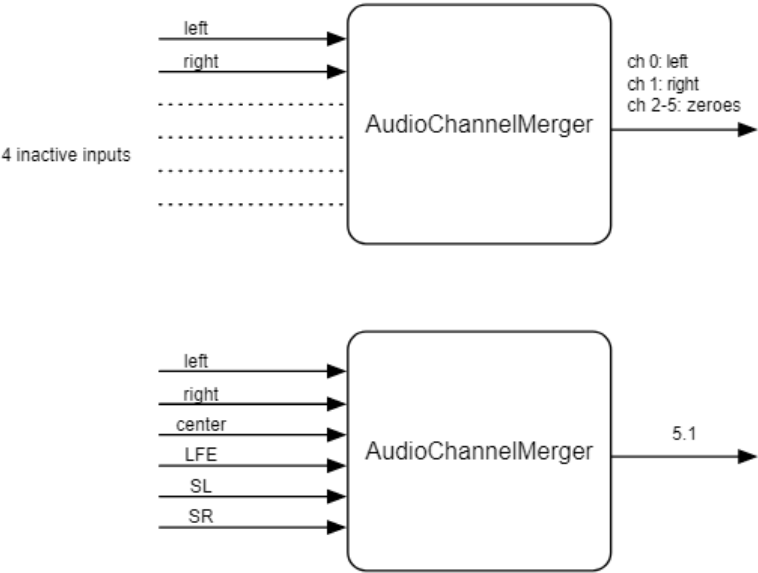 left
right
4 inactive inputs
AudioChannelMerger
ch 0: left
ch 1: right
ch 2-5: zeroes
left
right
center
LFE
SL
SR
AudioChannelMerger
5.1